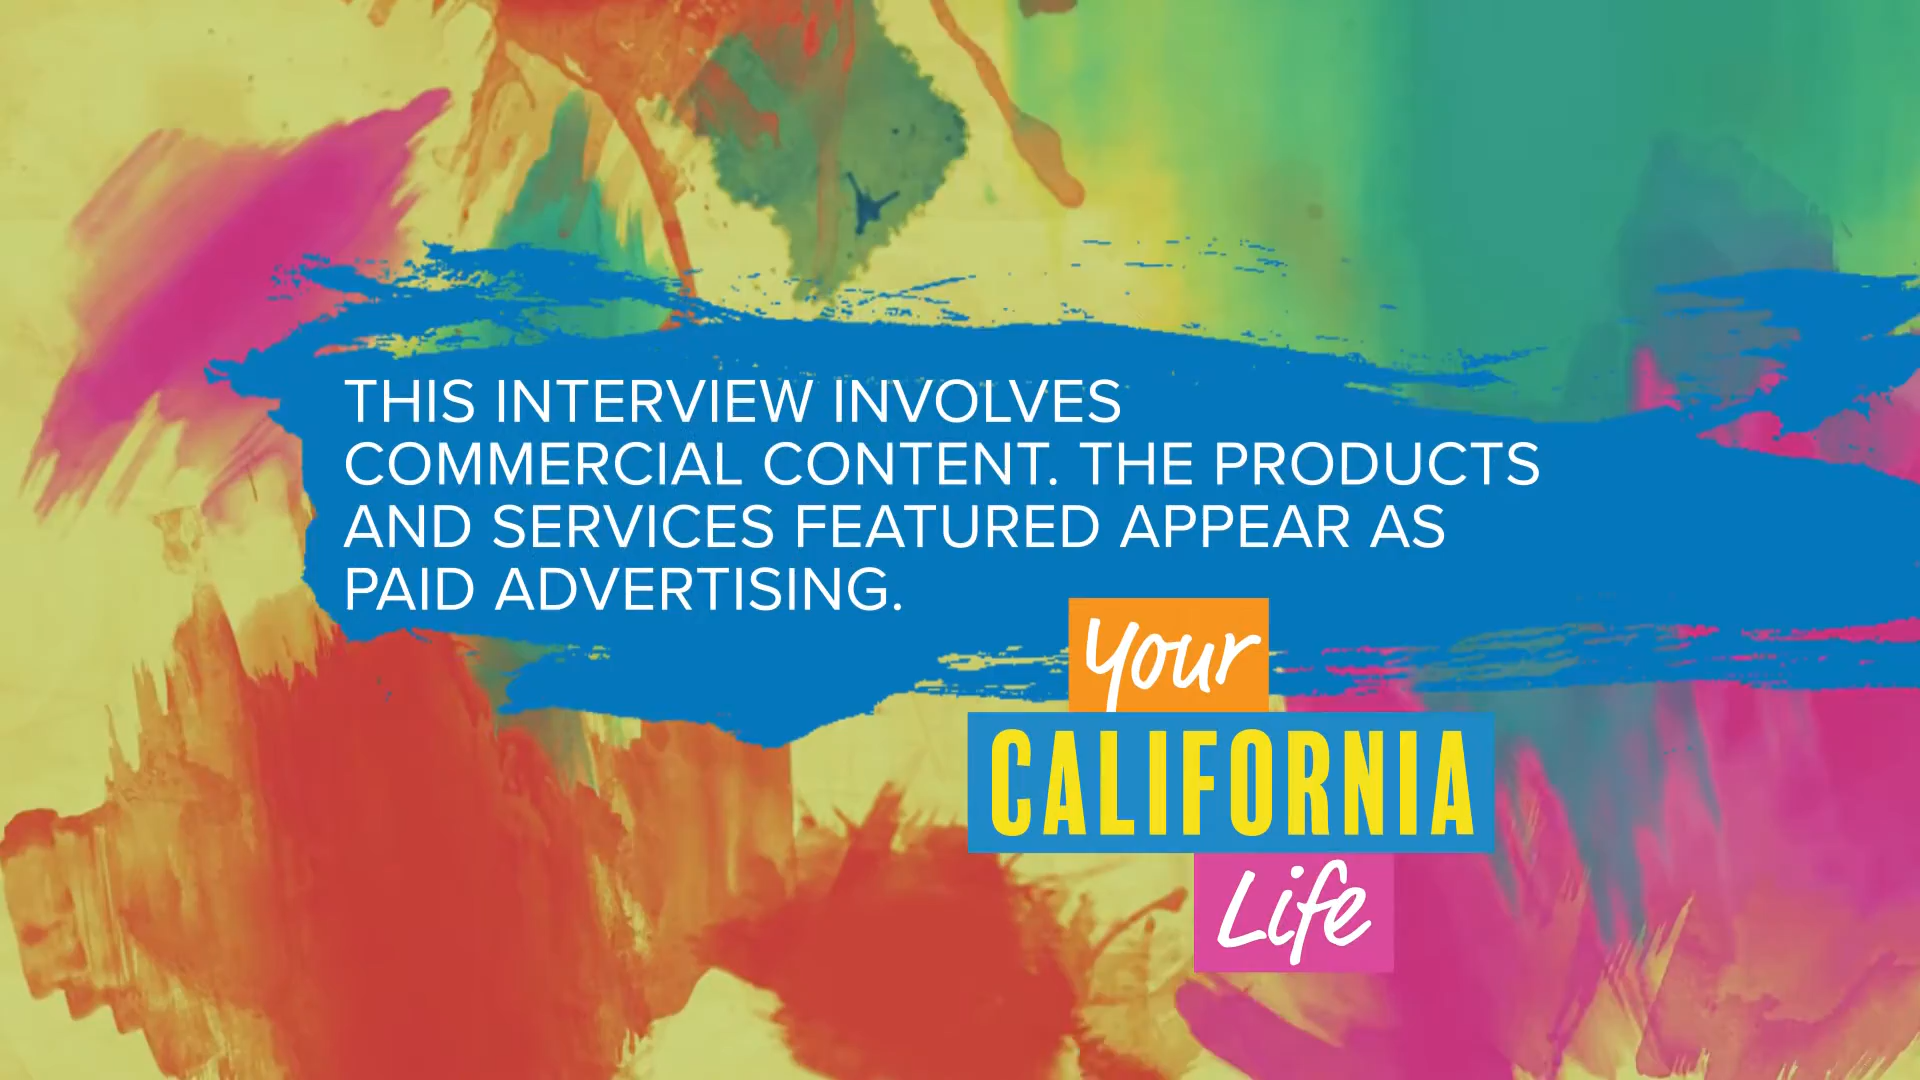 THIS INTERVIEW INVOLVES
COMMERCIAL CONTENT. THE PRODUCTS
AND SERVICES FEATURED APPEAR AS
PAID ADVERTISING.
Your
CALIFORNIA
Life